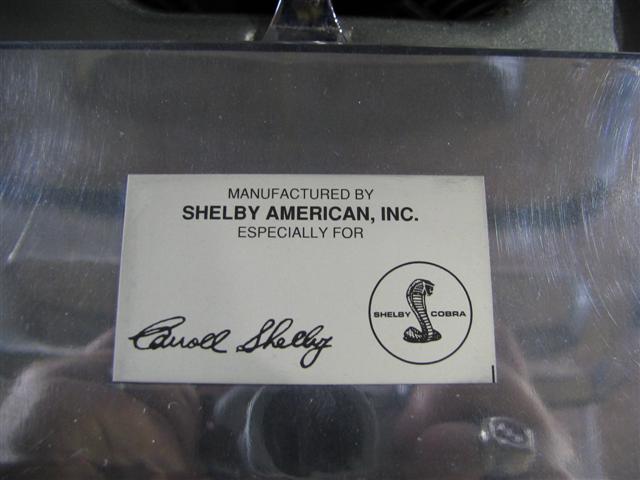 MANUFACTURED BY
SHELBY AMERICAN, INC.
ESPECIALLY FOR
SHELBY COBRA
Carroll Shelby